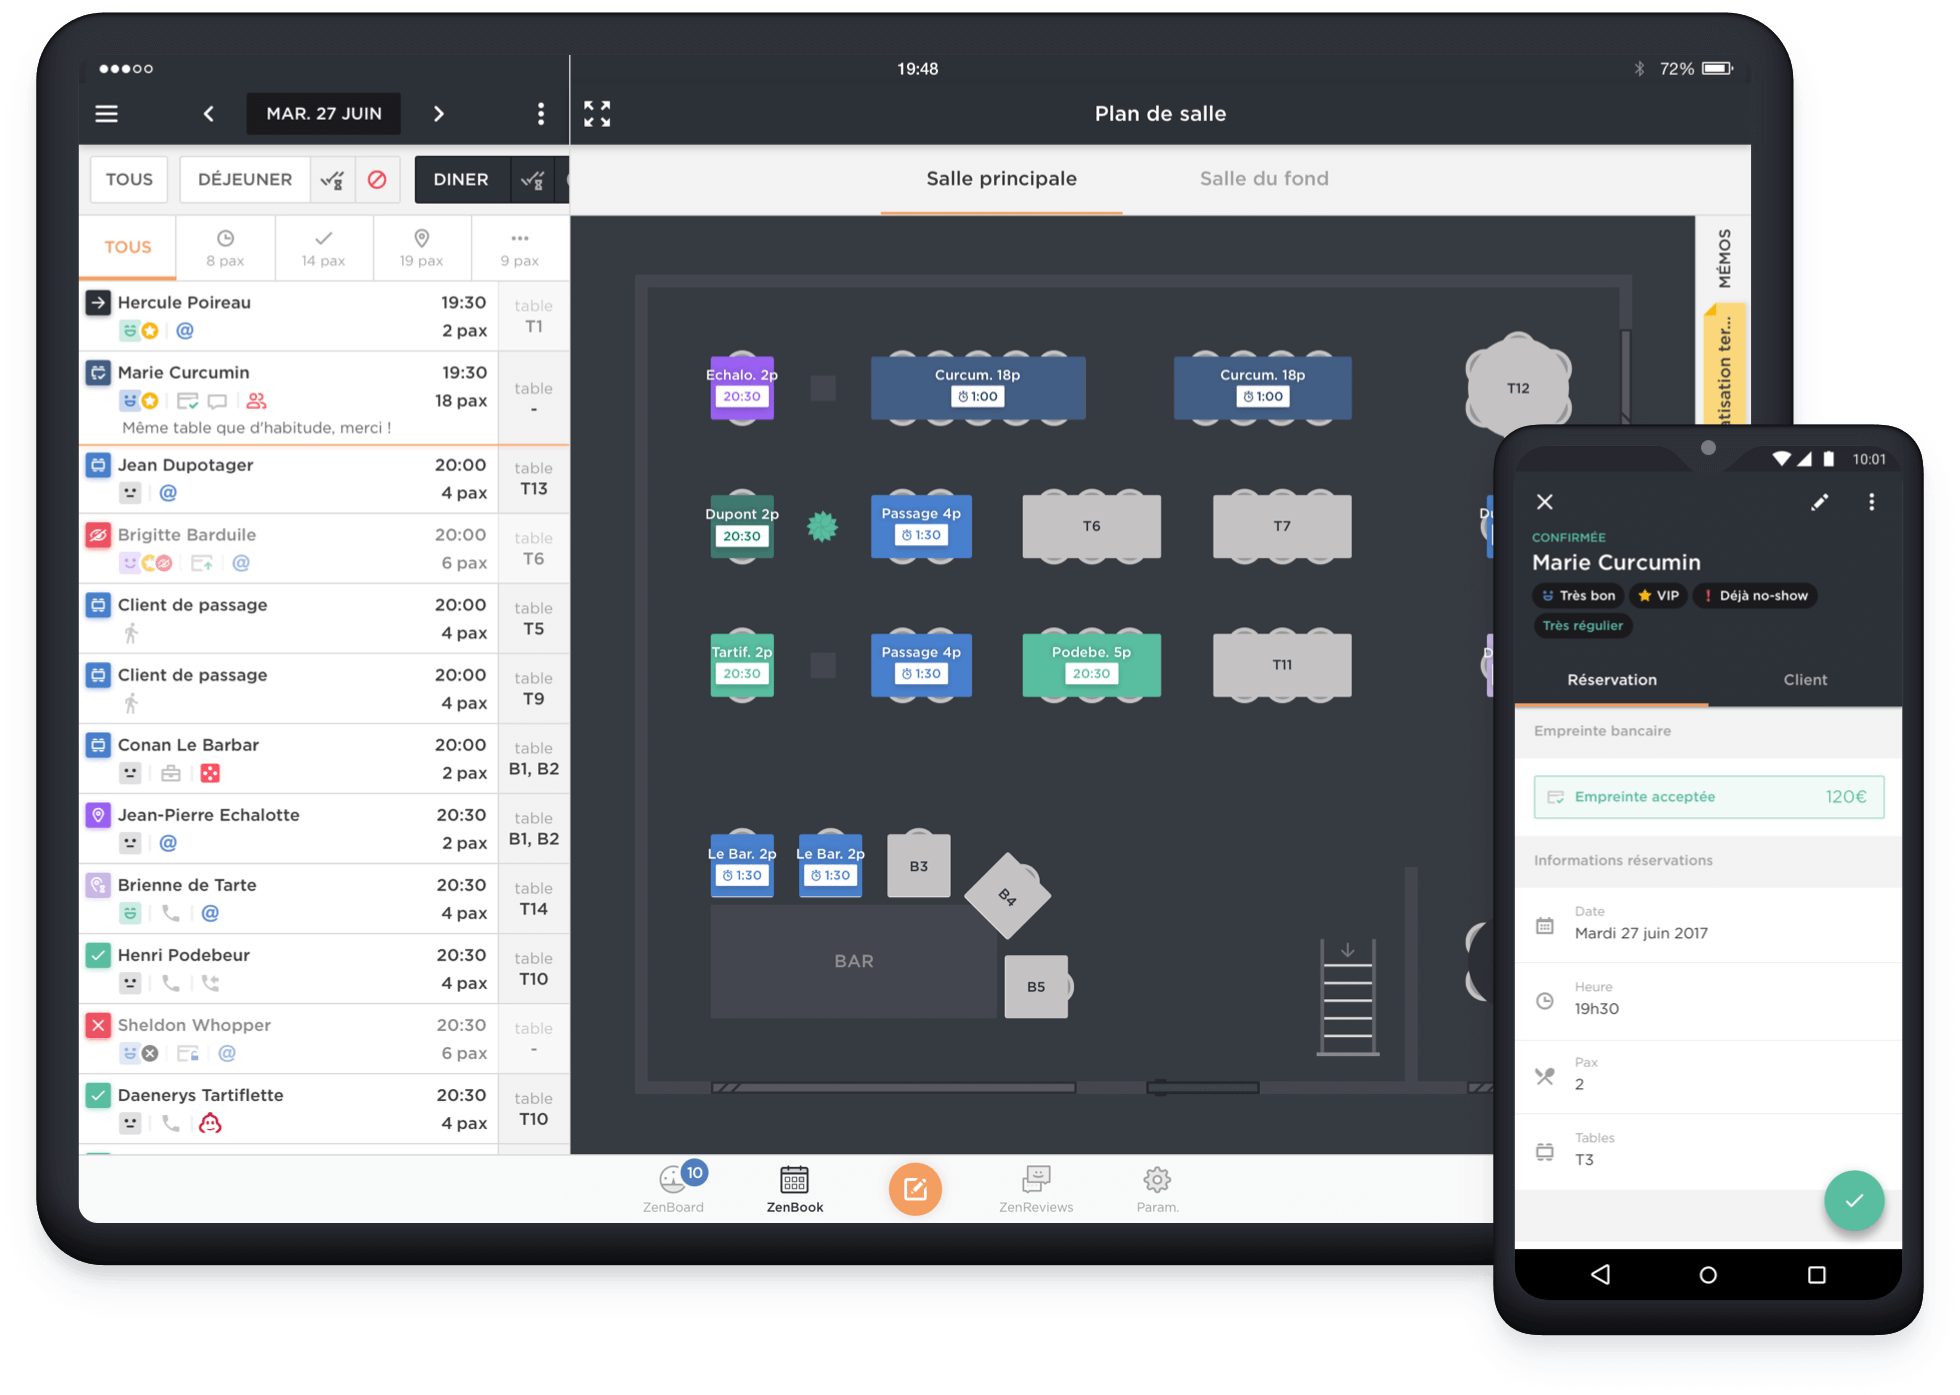 19:48
72%
MAR. 27 JUIN
Plan de salle
TOUS
DÉJEUNER
DINER
Salle principale
Salle du fond
TOUS
8 pax
14 pax
19 pax
9 pax
Hercule Poireau 19:30
2 pax
table
T1
Marie Curcumin 19:30
18 pax
table
-
Même table que d'habitude, merci !
Jean Dupotager 20:00
4 pax
table
T13
Brigitte Barduile 20:00
6 pax
table
T6
Client de passage 20:00
4 pax
table
T5
Client de passage 20:00
4 pax
table
T9
Conan Le Barbar 20:00
2 pax
table
B1, B2
Jean-Pierre Echalotte 20:30
2 pax
table
B1, B2
Brienne de Tarte 20:30
4 pax
table
T14
Henri Podebeur 20:30
4 pax
table
T10
Sheldon Whopper 20:30
6 pax
table
-
Daenerys Tartiflette 20:30
4 pax
table
T10
MÉMOS
atisation ter...
Echalo. 2p
20:30
Curcum. 18p
1:00
Curcum. 18p
1:00
T12
Dupont 2p
20:30
Passage 4p
1:30
T6
T7
Du
Tartif. 2p
20:30
Passage 4p
1:30
Podebe. 5p
20:30
T11
D
Le Bar. 2p
1:30
Le Bar. 2p
1:30
B3
B4
BAR
B5
10
ZenBoard
ZenBook
ZenReviews
Param.
10:01
CONFIRMÉE
Marie Curcumin
Très bon
VIP
! Déjà no-show
Très régulier
Réservation
Client
Empreinte bancaire
Empreinte acceptée 120€
Informations réservations
Date
Mardi 27 juin 2017
Heure
19h30
Pax
2
Tables
T3